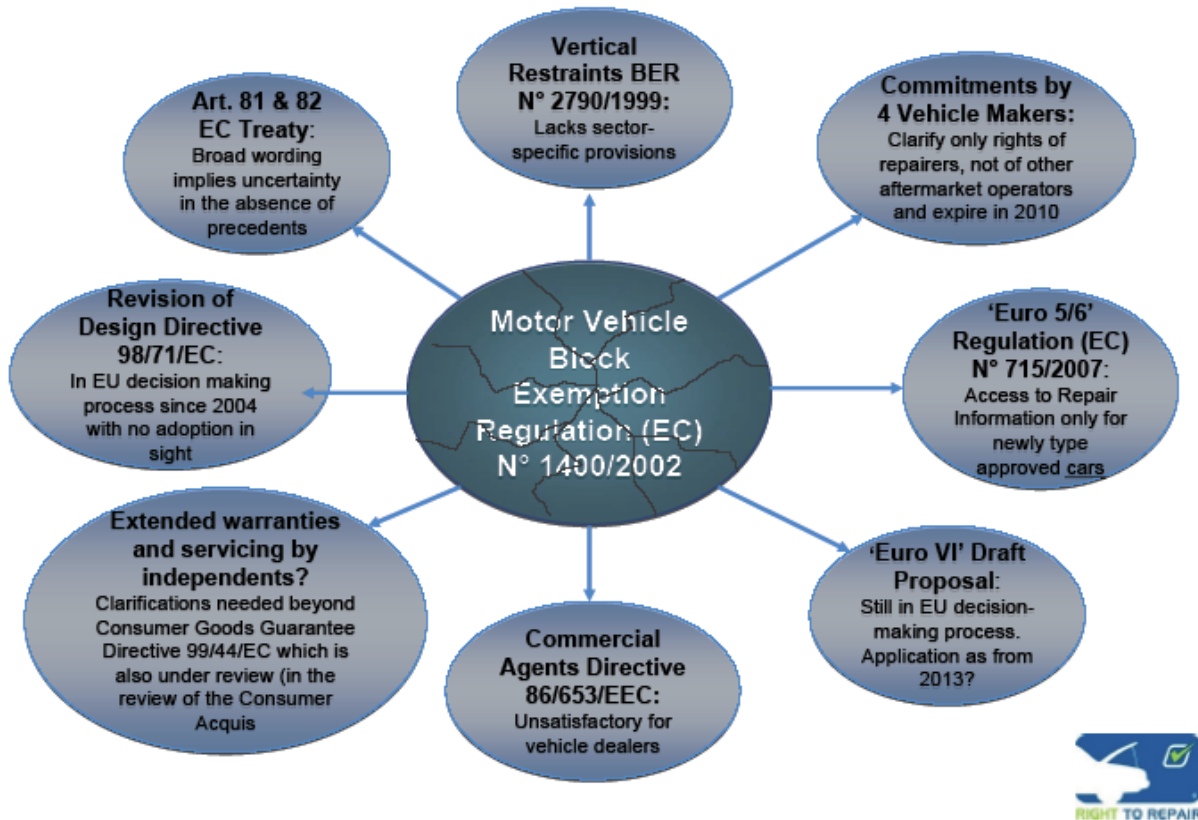 Vertical
Restraints BER
N° 2790/1999:
Lacks sector-
specific provisions
Art. 81 & 82
EC Treaty:
Broad wording
implies uncertainty
in the absence of
precedents
Commitments by
4 Vehicle Makers:
Clarify only rights of
repairers, not of other
aftermarket operators
and expire in 2010
Revision of
Design Directive
98/71/EC:
In EU decision making
process since 2004
with no adoption in
sight
Motor Vehicle
Block
Exemption
Regulation (EC)
N° 1400/2002
'Euro 5/6'
Regulation (EC)
N° 715/2007:
Access to Repair
Information only for
newly type
approved cars
Extended warranties
and servicing by
independents?
Clarifications needed beyond
Consumer Goods Guarantee
Directive 99/44/EC which is
also under review (in the
review of the Consumer
Acquis
Commercial
Agents Directive
86/653/EEC:
Unsatisfactory for
vehicle dealers
'Euro VI' Draft
Proposal:
Still in EU decision-
making process.
Application as from
2013?
RIGHT TO REPAIR